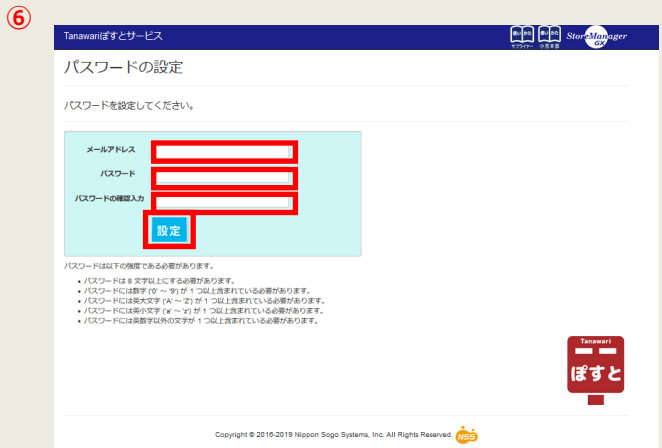 ⑥
Tanawariぽすとサービス
使い かた 使い かた StoreManager GX
サプライヤー 小売本部
パスワードの設定
パスワードを設定してください。
メールアドレス
パスワード
パスワードの確認入力
設定
パスワードは以下の強度である必要があります。
• パスワードは 8 文字以上にする必要があります。
• パスワードには数字 ('0' ～ '9') が 1 つ以上含まれている必要があります。
• パスワードには英大文字 ('A' ～ 'Z') が 1 つ以上含まれている必要があります。
• パスワードには英小文字 ('a' ～ 'z') が 1 つ以上含まれている必要があります。
• パスワードには英数字以外の文字が 1 つ以上含まれている必要があります。
Tanawari
ぽすと
Copyright © 2016-2019 Nippon Sogo Systems, Inc. All Rights Reserved. NSS